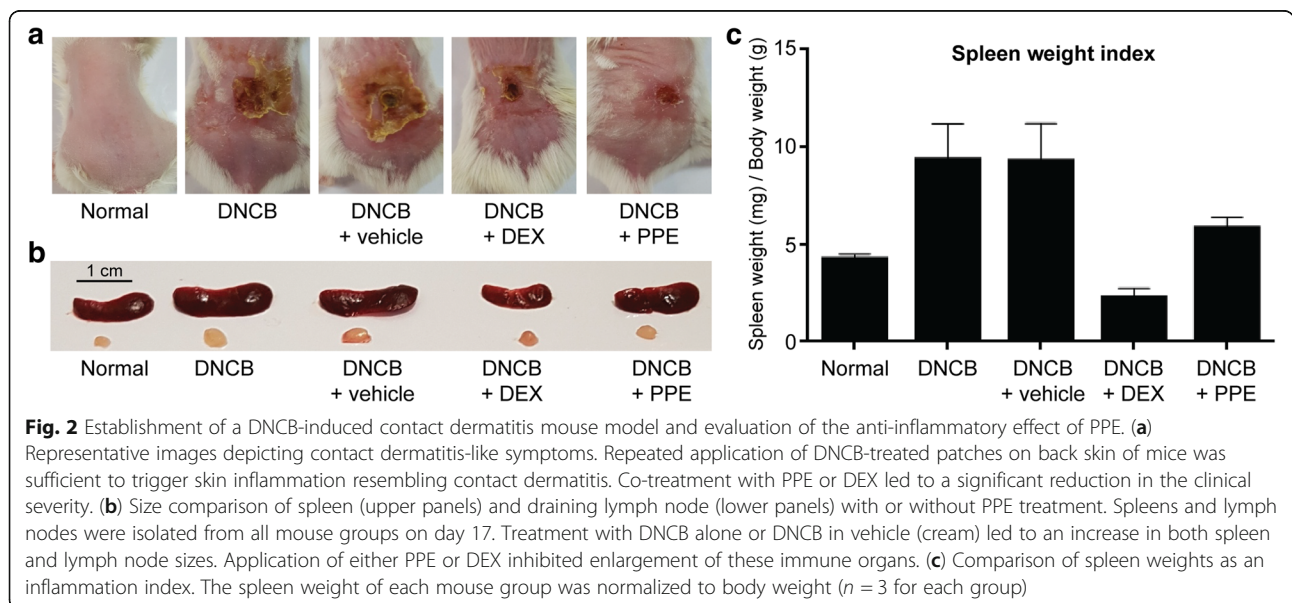 a
Normal
DNCB
DNCB
+ vehicle
DNCB
+ DEX
DNCB
+ PPE
b
1 cm
Normal
DNCB
DNCB
+ vehicle
DNCB
+ DEX
DNCB
+ PPE
c
Spleen weight index
Spleen weight (mg) / Body weight (g)
15
10
5
0
Normal
DNCB
DNCB
+ vehicle
DNCB
+ DEX
DNCB
+ PPE
Fig. 2 Establishment of a DNCB-induced contact dermatitis mouse model and evaluation of the anti-inflammatory effect of PPE. (a)
Representative images depicting contact dermatitis-like symptoms. Repeated application of DNCB-treated patches on back skin of mice was
sufficient to trigger skin inflammation resembling contact dermatitis. Co-treatment with PPE or DEX led to a significant reduction in the clinical
severity. (b) Size comparison of spleen (upper panels) and draining lymph node (lower panels) with or without PPE treatment. Spleens and lymph
nodes were isolated from all mouse groups on day 17. Treatment with DNCB alone or DNCB in vehicle (cream) led to an increase in both spleen
and lymph node sizes. Application of either PPE or DEX inhibited enlargement of these immune organs. (c) Comparison of spleen weights as an
inflammation index. The spleen weight of each mouse group was normalized to body weight (n = 3 for each group)